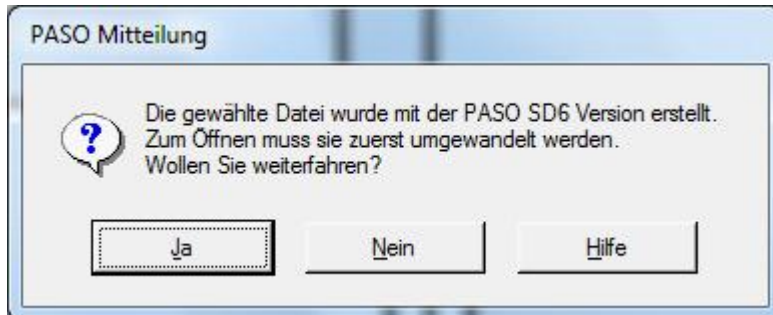 PASO Mitteilung
Die gewählte Datei wurde mit der PASO SD6 Version erstellt.
Zum Öffnen muss sie zuerst umgewandelt werden.
Wollen Sie weiterfahren?
Ja Nein Hilfe